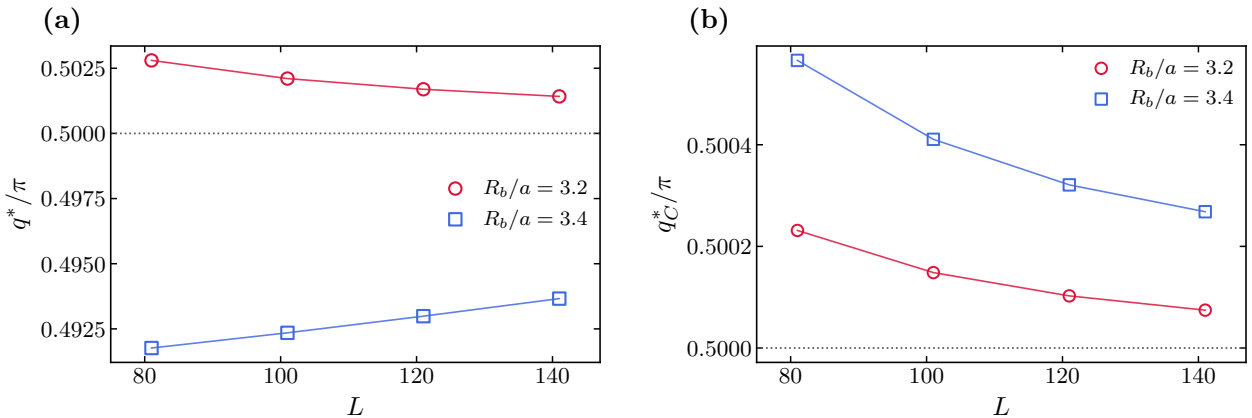 (a)
0.5025
0.5000
0.4975
0.4950
0.4925
q*/π
R_b/a = 3.2
R_b/a = 3.4
80
100
120
140
L
(b)
0.5004
0.5002
0.5000
q*_C/π
R_b/a = 3.2
R_b/a = 3.4
80
100
120
140
L